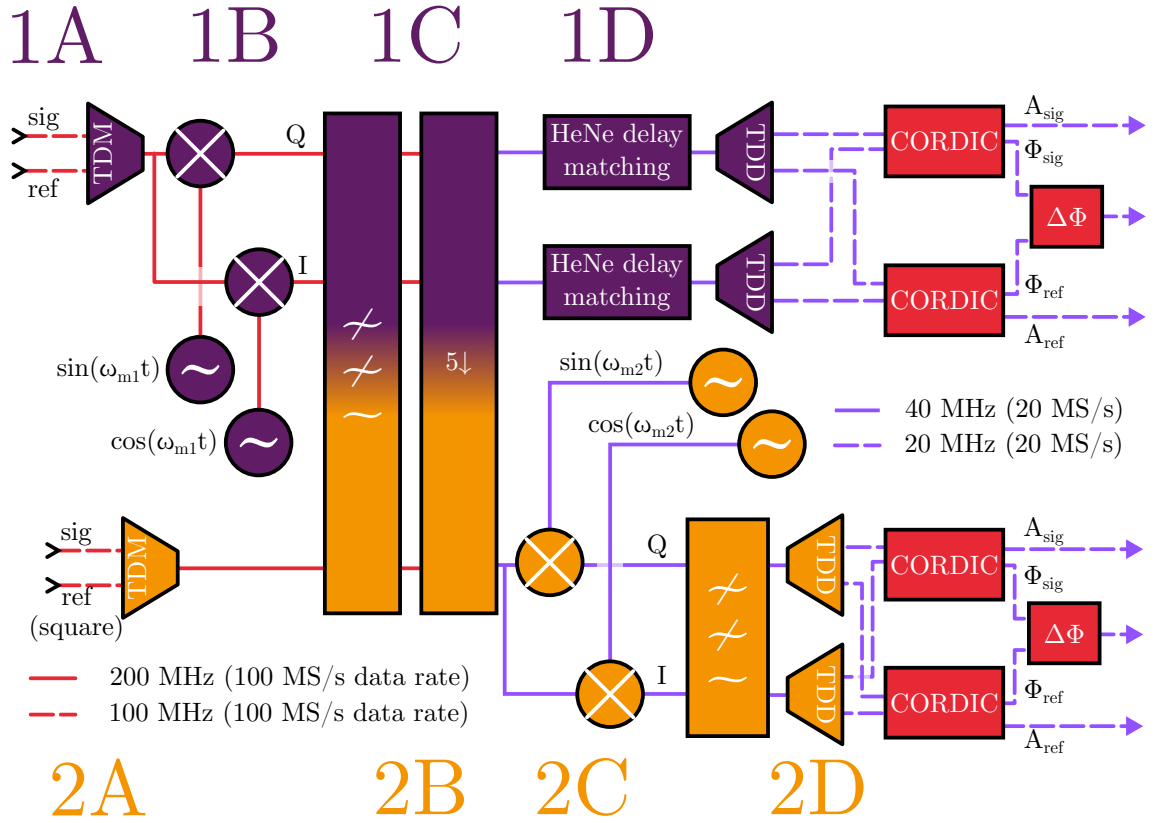 1A
1B
1C
1D
sig
ref
TDM
Q
I
HeNe delay
matching
TDD
CORDIC
A_sig
Φ_sig
ΔΦ
HeNe delay
matching
TDD
CORDIC
Φ_ref
A_ref
sin(ω_m1t)
cos(ω_m1t)
5↓
sin(ω_m2t)
cos(ω_m2t)
40 MHz (20 MS/s)
20 MHz (20 MS/s)
sig
ref
(square)
TDM
Q
I
TDD
TDD
CORDIC
A_sig
Φ_sig
ΔΦ
CORDIC
Φ_ref
A_ref
200 MHz (100 MS/s data rate)
100 MHz (100 MS/s data rate)
2A
2B
2C
2D